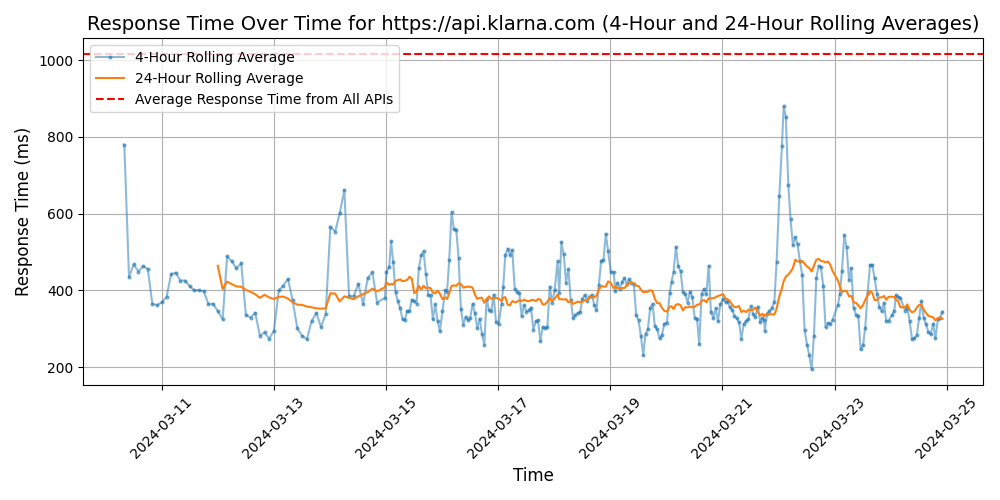 Response Time Over Time for https://api.klarna.com (4-Hour and 24-Hour Rolling Averages)
4-Hour Rolling Average
24-Hour Rolling Average
Average Response Time from All APIs
Response Time (ms)
1000
800
600
400
200
2024-03-11
2024-03-13
2024-03-15
2024-03-17
2024-03-19
2024-03-21
2024-03-23
2024-03-25
Time